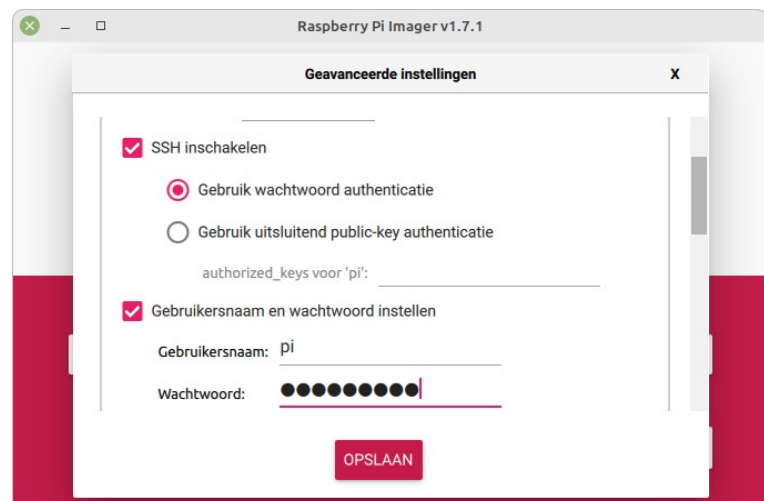 Raspberry Pi Imager v1.7.1
Geavanceerde instellingen
X
SSH inschakelen
Gebruik wachtwoord authenticatie
Gebruik uitsluitend public-key authenticatie
authorized_keys voor 'pi':
Gebruikersnaam en wachtwoord instellen
Gebruikersnaam: pi
Wachtwoord: ●●●●●●●●●
OPSLAAN